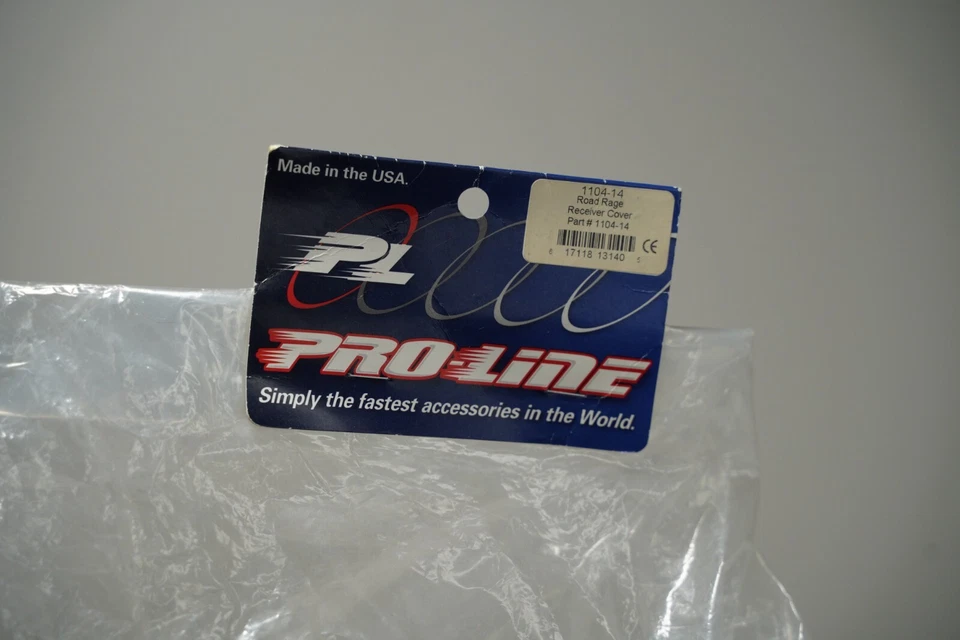 Made in the USA.
1104-14
Road Rage
Receiver Cover
Part # 1104-14
CE
6 17118 13140 5
PL
PRO-LINE
Simply the fastest accessories in the World.